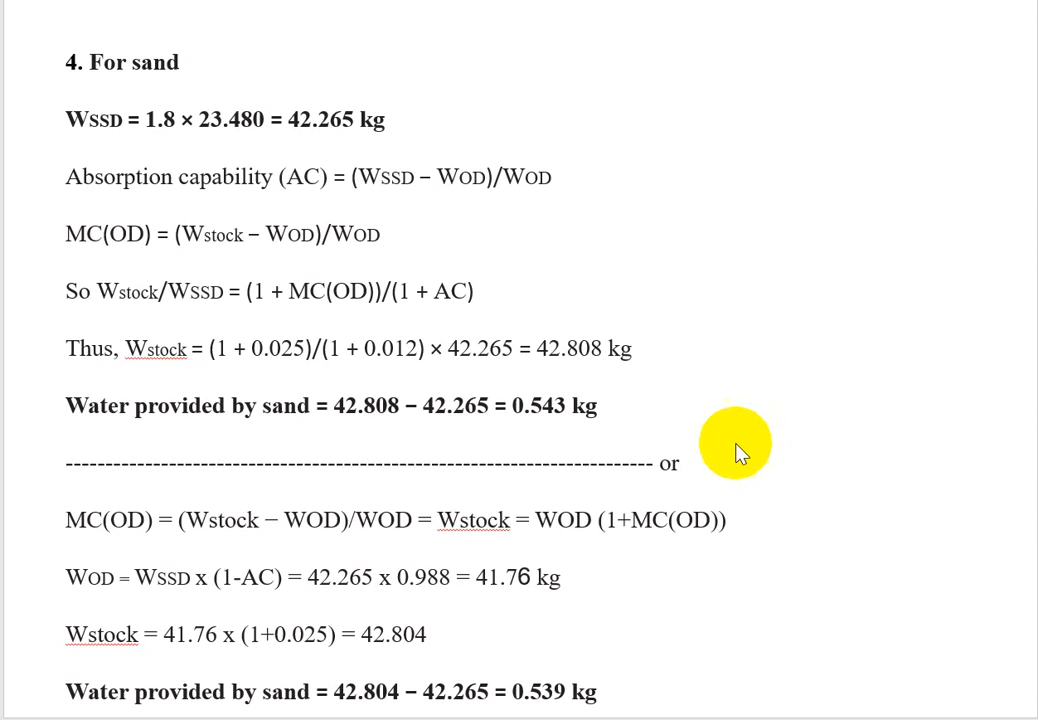 4. For sand
WSSD = 1.8 × 23.480 = 42.265 kg
Absorption capability (AC) = (WSSD − WOD)/WOD
MC(OD) = (Wstock − WOD)/WOD
So Wstock/WSSD = (1 + MC(OD))/(1 + AC)
Thus, Wstock = (1 + 0.025)/(1 + 0.012) × 42.265 = 42.808 kg
Water provided by sand = 42.808 − 42.265 = 0.543 kg
-------------------------------------------------------------------------- or
MC(OD) = (Wstock − WOD)/WOD = Wstock = WOD (1+MC(OD))
WOD = WSSD x (1-AC) = 42.265 x 0.988 = 41.76 kg
Wstock = 41.76 x (1+0.025) = 42.804
Water provided by sand = 42.804 − 42.265 = 0.539 kg